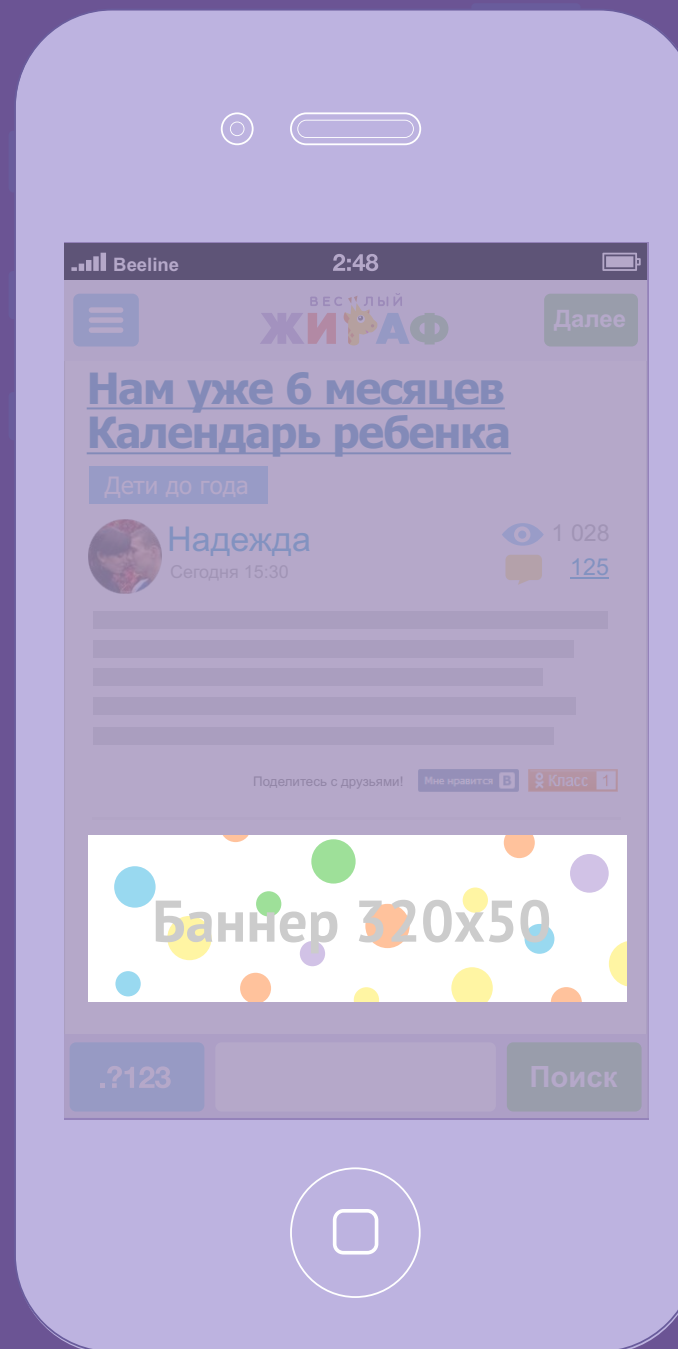 Beeline 2:48
ВЕСЕЛЫЙ
ЖИРАФ
Далее
Нам уже 6 месяцев
Календарь ребенка
Дети до года
Надежда
Сегодня 15:30
1 028
125
Поделитесь с друзьями! Мне нравится В Класс 1
Баннер 320x50
.?123 Поиск